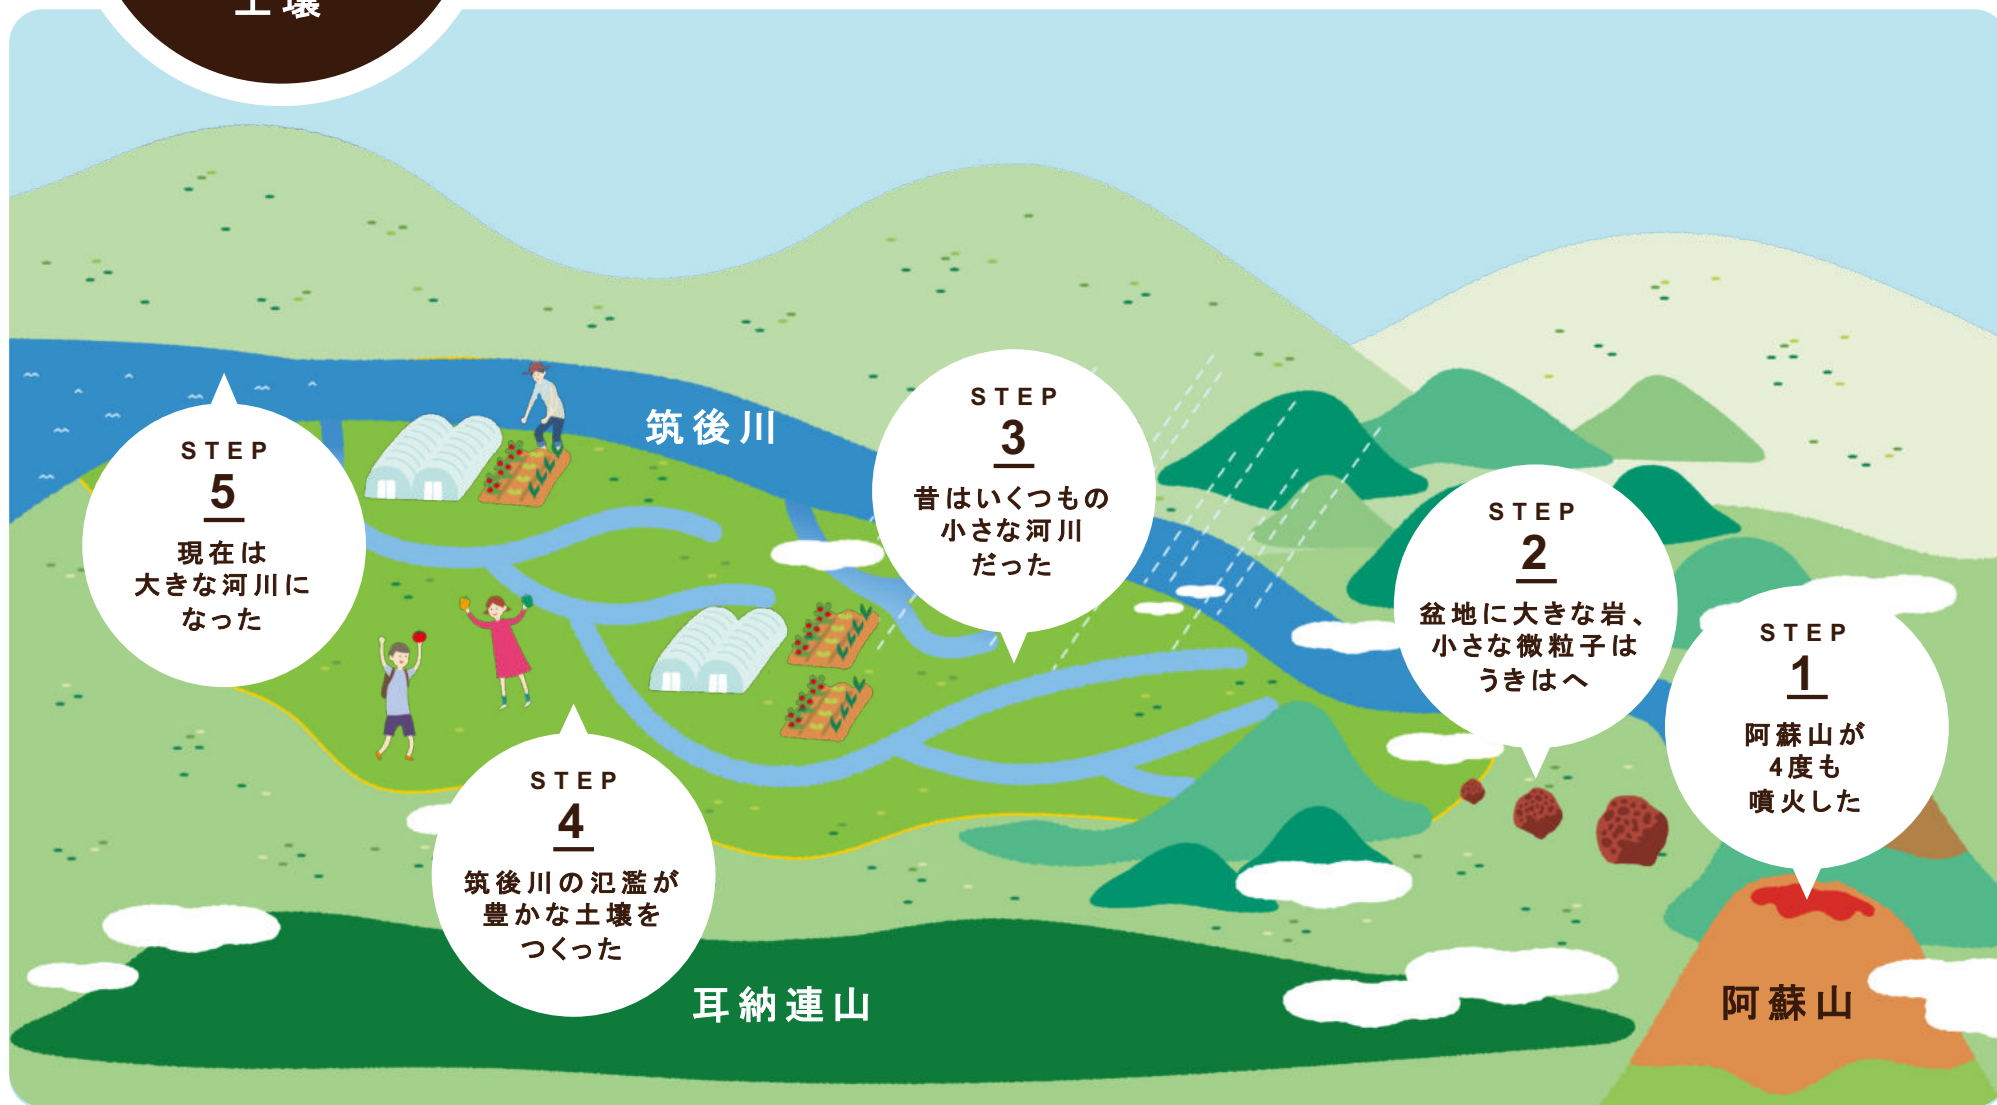 土壌
STEP
1
阿蘇山が
4度も
噴火した
STEP
2
盆地に大きな岩、
小さな微粒子は
うきはへ
STEP
3
昔はいくつもの
小さな河川
だった
STEP
4
筑後川の氾濫が
豊かな土壌を
つくった
STEP
5
現在は
大きな河川に
なった
筑後川
耳納連山
阿蘇山